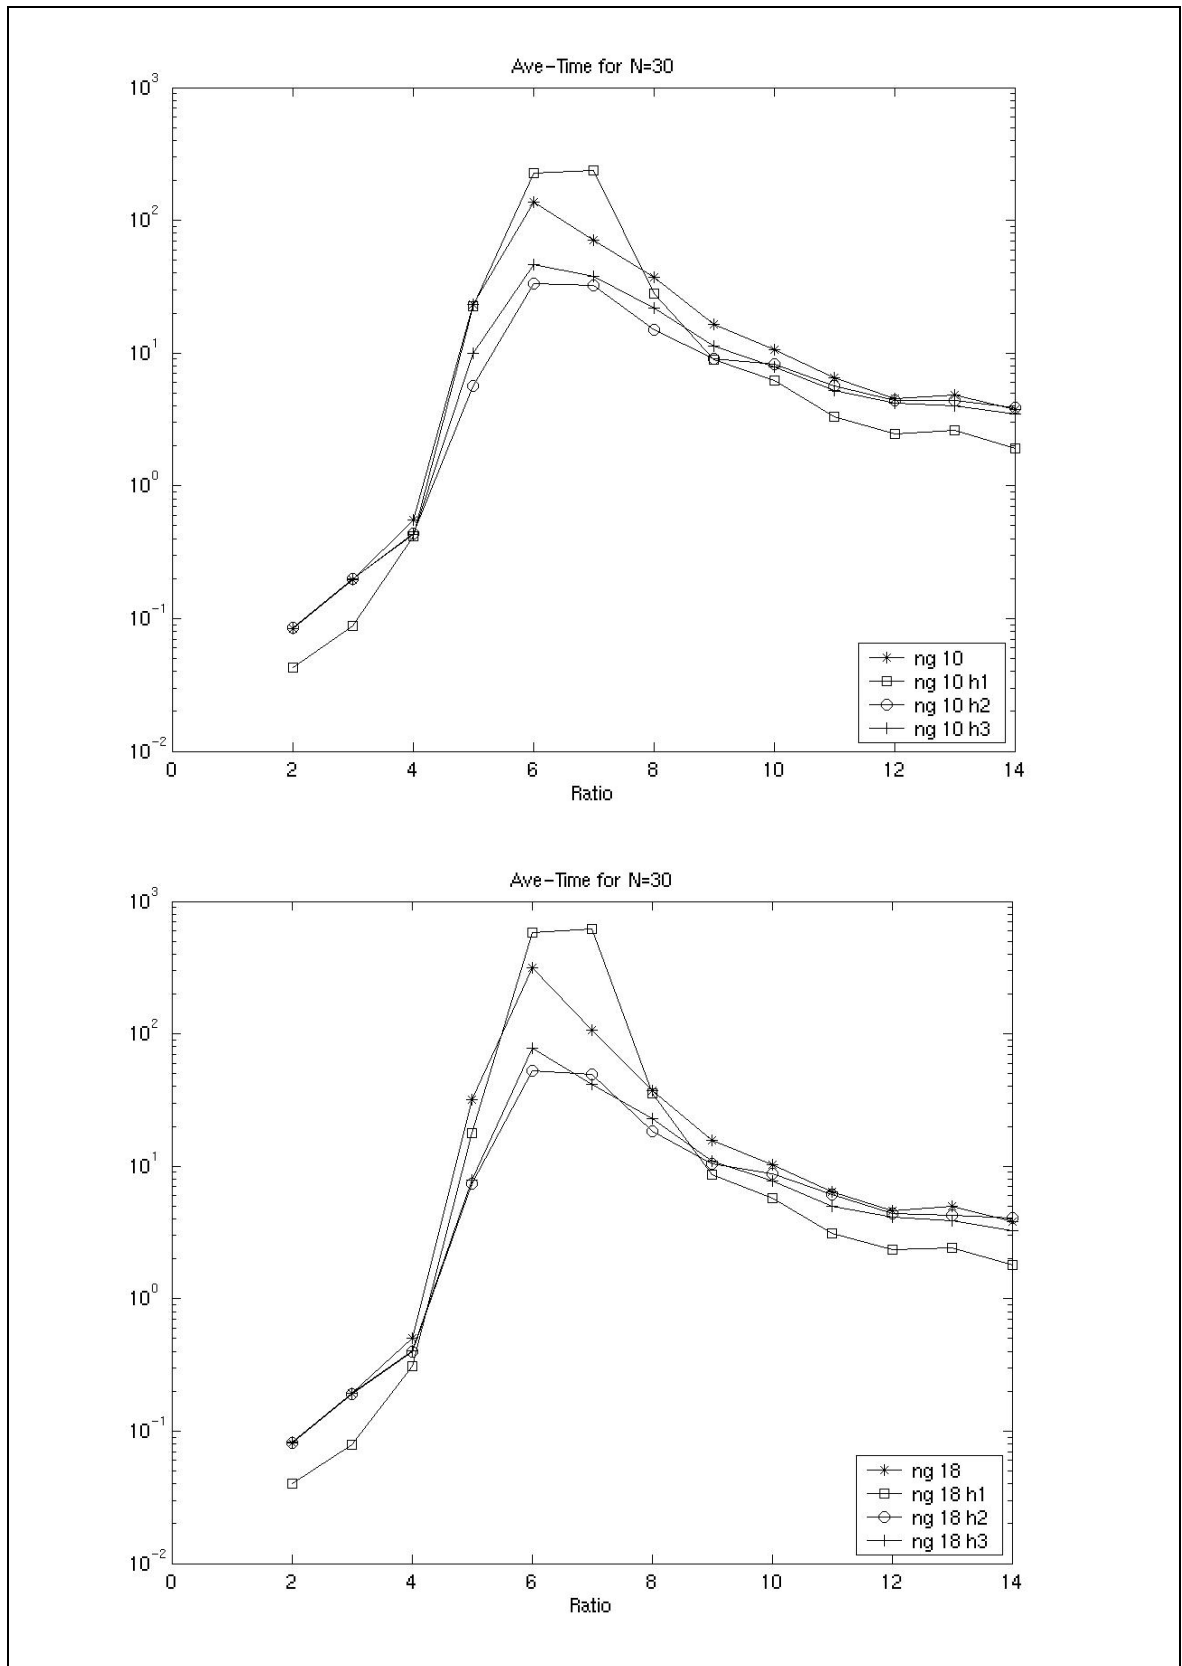 Ave-Time for N=30
10^3
10^2
10^1
10^0
10^-1
10^-2
0 2 4 6 8 10 12 14
Ratio
ng 10
ng 10 h1
ng 10 h2
ng 10 h3
Ave-Time for N=30
10^3
10^2
10^1
10^0
10^-1
10^-2
0 2 4 6 8 10 12 14
Ratio
ng 18
ng 18 h1
ng 18 h2
ng 18 h3